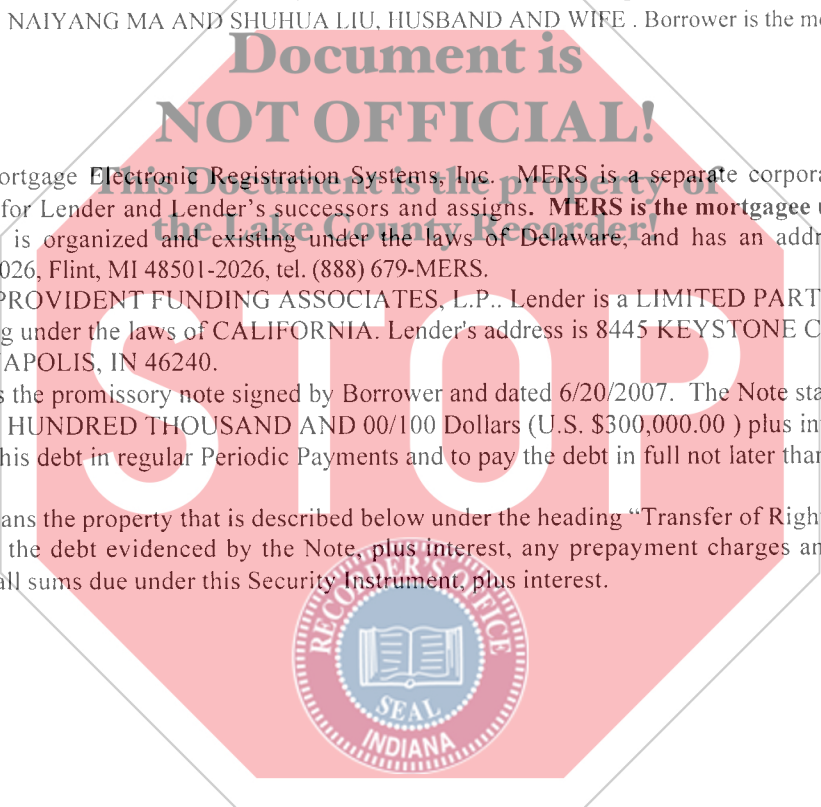 NAIYANG MA AND SHUHUA LIU, HUSBAND AND WIFE . Borrower is the mo
Document is
NOT OFFICIAL!
This Document is the property of
the Lake County Recorder!
ortgage Electronic Registration Systems, Inc. MERS is a separate corpora
for Lender and Lender's successors and assigns. MERS is the mortgagee u
is organized and existing under the laws of Delaware, and has an addr
026, Flint, MI 48501-2026, tel. (888) 679-MERS.
PROVIDENT FUNDING ASSOCIATES, L.P.. Lender is a LIMITED PART
g under the laws of CALIFORNIA. Lender's address is 8445 KEYSTONE C
APOLIS, IN 46240.
STOP
s the promissory note signed by Borrower and dated 6/20/2007. The Note sta
HUNDRED THOUSAND AND 00/100 Dollars (U.S. $300,000.00 ) plus in
his debt in regular Periodic Payments and to pay the debt in full not later than
ans the property that is described below under the heading "Transfer of Righ
the debt evidenced by the Note, plus interest, any prepayment charges an
all sums due under this Security Instrument, plus interest.
RECORDER'S OFFICE
SEAL
INDIANA